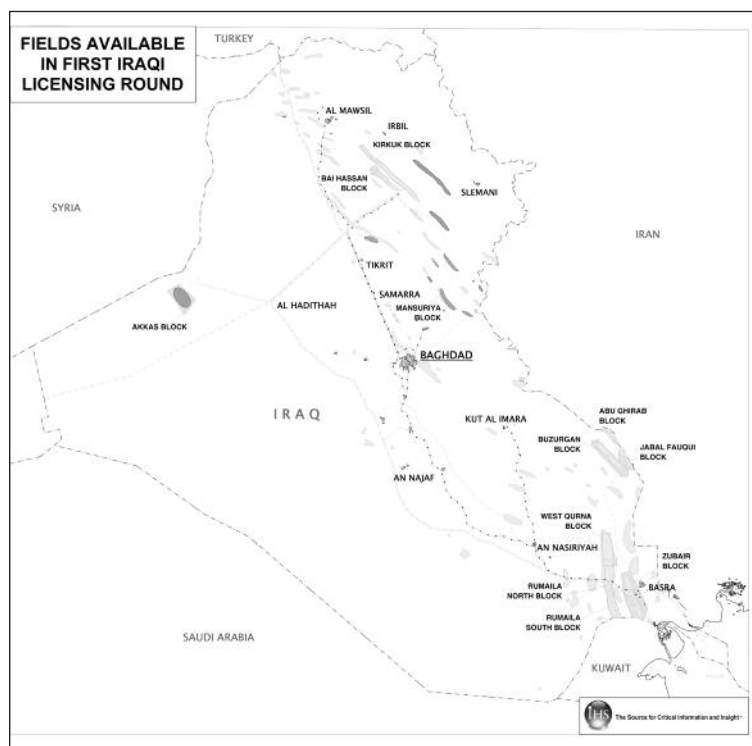 FIELDS AVAILABLE
IN FIRST IRAQI
LICENSING ROUND
TURKEY
AL MAWSIL
IRBIL
KIRKUK BLOCK
BAI HASSAN
BLOCK
SLEMANI
SYRIA
IRAN
TIKRIT
SAMARRA
AL HADITHAH
MANSURIYA
BLOCK
AKKAS BLOCK
BAGHDAD
IRAQ
KUT AL IMARA
ABU GHIRAB
BLOCK
BUZURGAN
BLOCK
JABAL FAUQUI
BLOCK
AN NAJAF
WEST QURNA
BLOCK
AN NASIRIYAH
ZUBAIR
BLOCK
RUMAILA
NORTH BLOCK
BASRA
RUMAILA
SOUTH BLOCK
SAUDI ARABIA
KUWAIT
IHS The Source for Critical Information and Insight